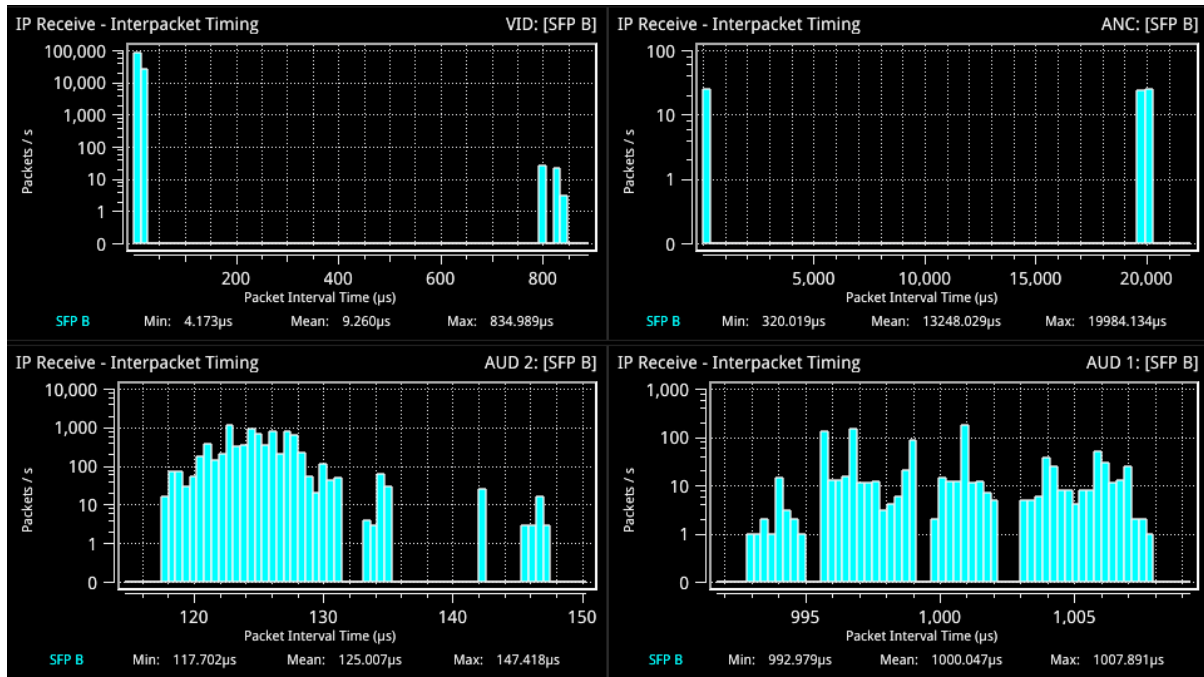 IP Receive - Interpacket Timing VID: [SFP B]
100,000
10,000
1,000
100
10
1
0
Packets / s
200 400 600 800
Packet Interval Time (µs)
SFP B Min: 4.173µs Mean: 9.260µs Max: 834.989µs
IP Receive - Interpacket Timing ANC: [SFP B]
100
10
1
0
Packets / s
5,000 10,000 15,000 20,000
Packet Interval Time (µs)
SFP B Min: 320.019µs Mean: 13248.029µs Max: 19984.134µs
IP Receive - Interpacket Timing AUD 2: [SFP B]
10,000
1,000
100
10
1
0
Packets / s
120 130 140 150
Packet Interval Time (µs)
SFP B Min: 117.702µs Mean: 125.007µs Max: 147.418µs
IP Receive - Interpacket Timing AUD 1: [SFP B]
1,000
100
10
1
0
Packets / s
995 1,000 1,005
Packet Interval Time (µs)
SFP B Min: 992.979µs Mean: 1000.047µs Max: 1007.891µs